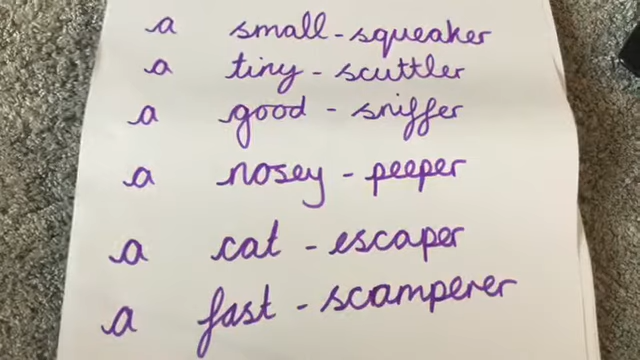 a small - squeaker
a tiny - scuttler
a good - sniffer
a nosey - peeper
a cat - escaper
a fast - scamperer